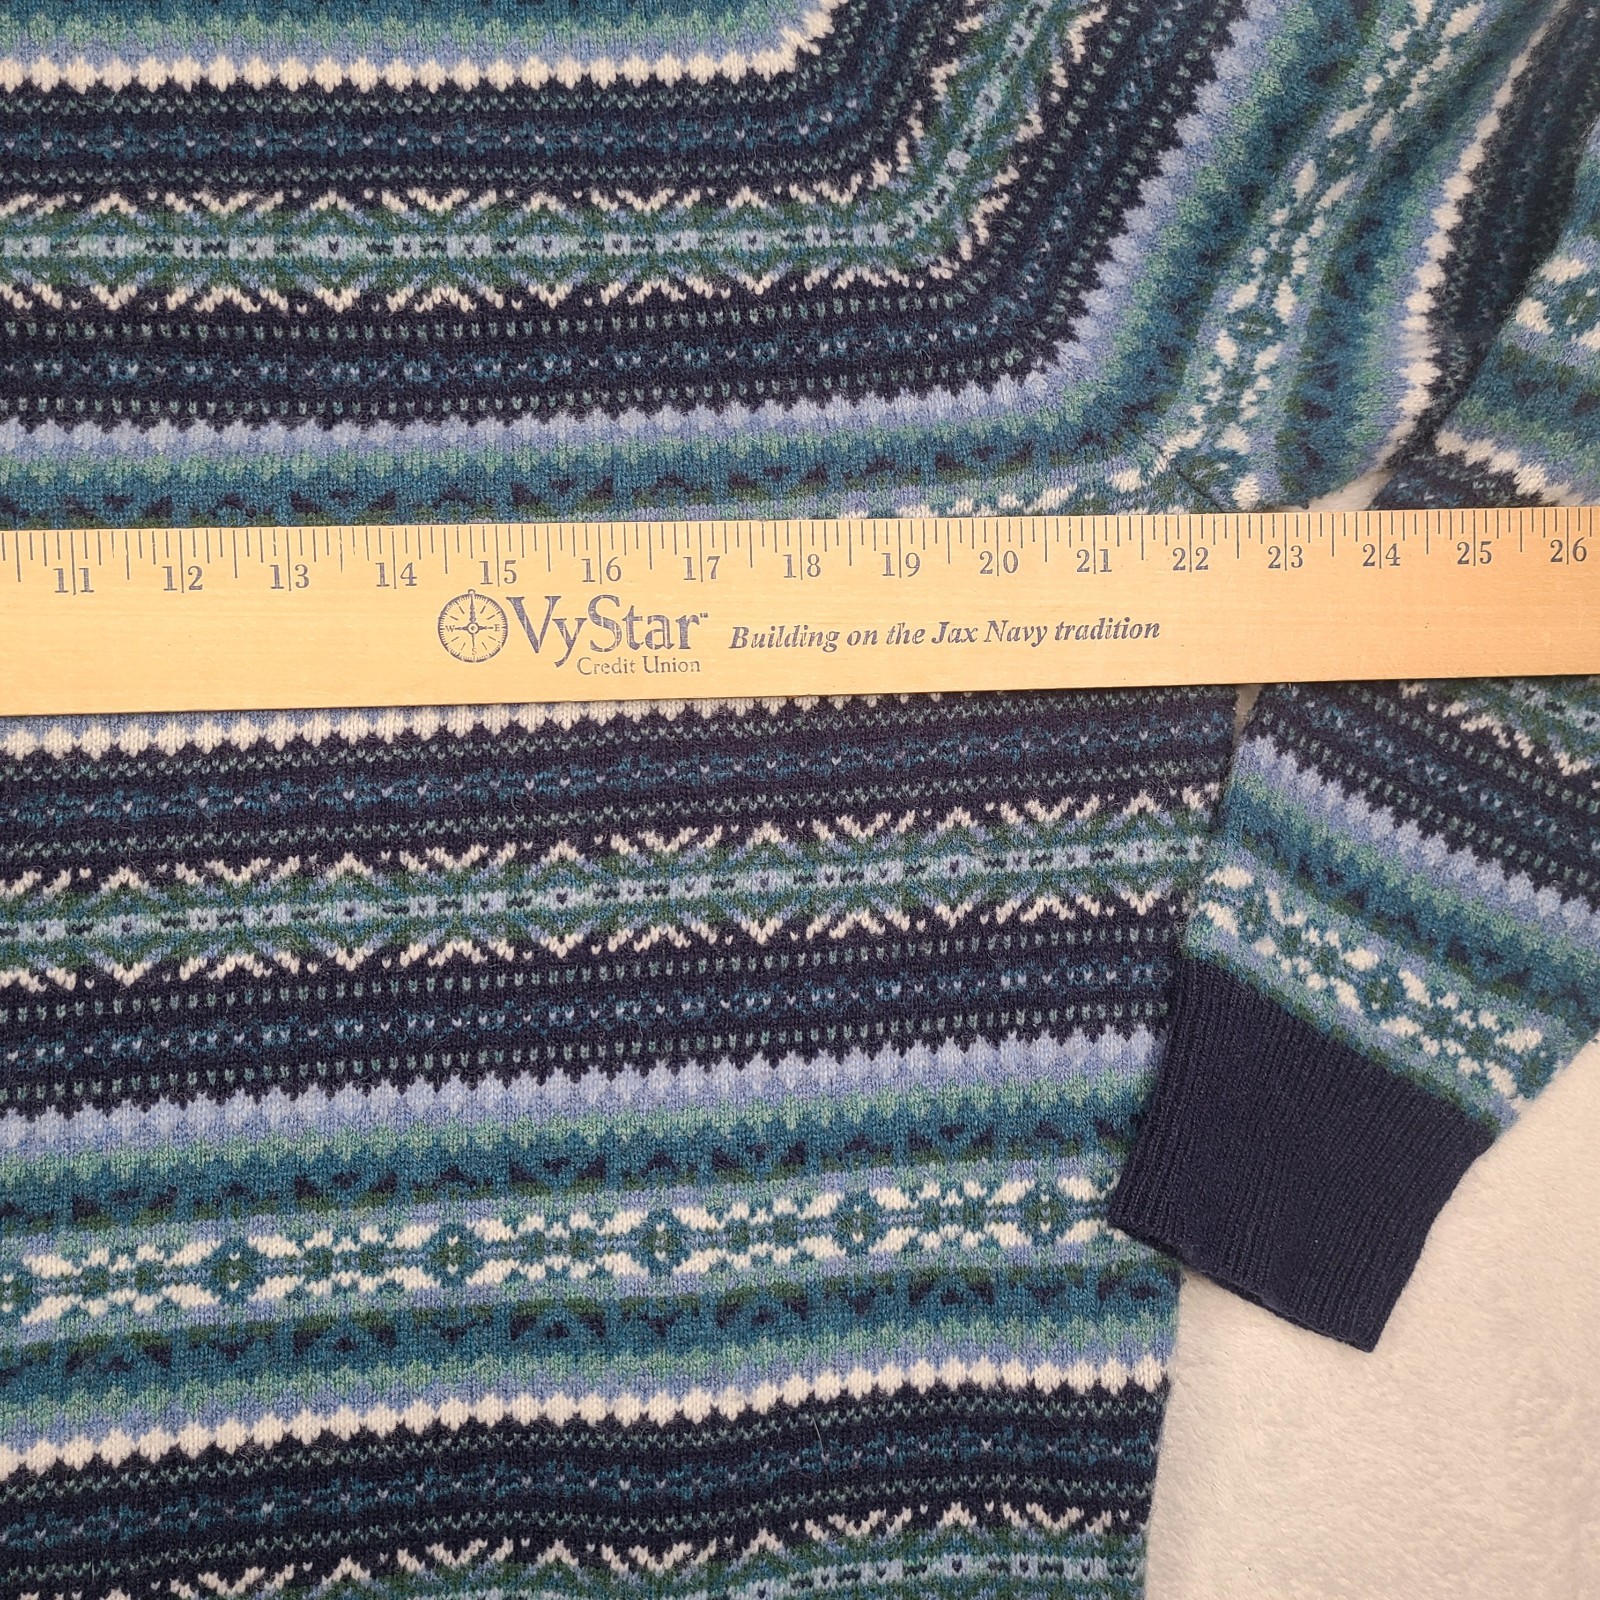 11 12 13 14 15 16 17 18 19 20 21 22 23 24 25 26
VyStar™ Building on the Jax Navy tradition
Credit Union